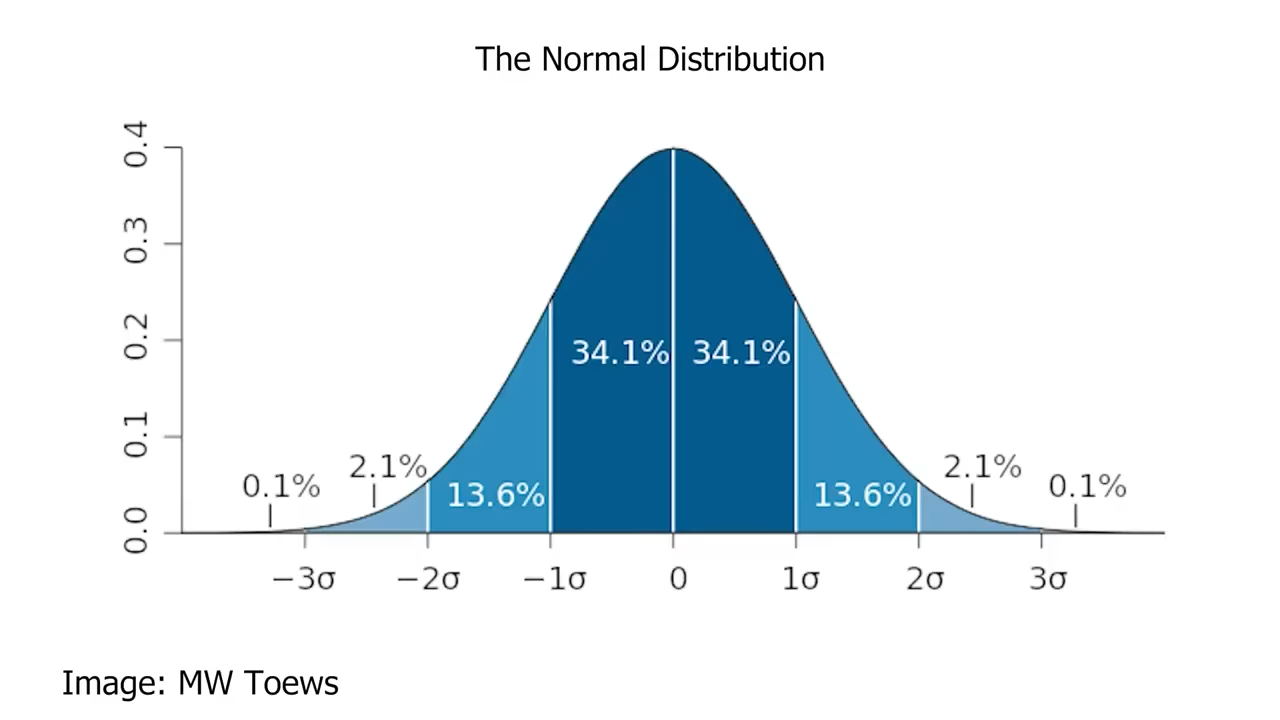 The Normal Distribution
0.4
0.3
0.2
0.1
0.0
34.1% 34.1%
0.1% 2.1% 13.6% 13.6% 2.1% 0.1%
−3σ −2σ −1σ 0 1σ 2σ 3σ
Image: MW Toews